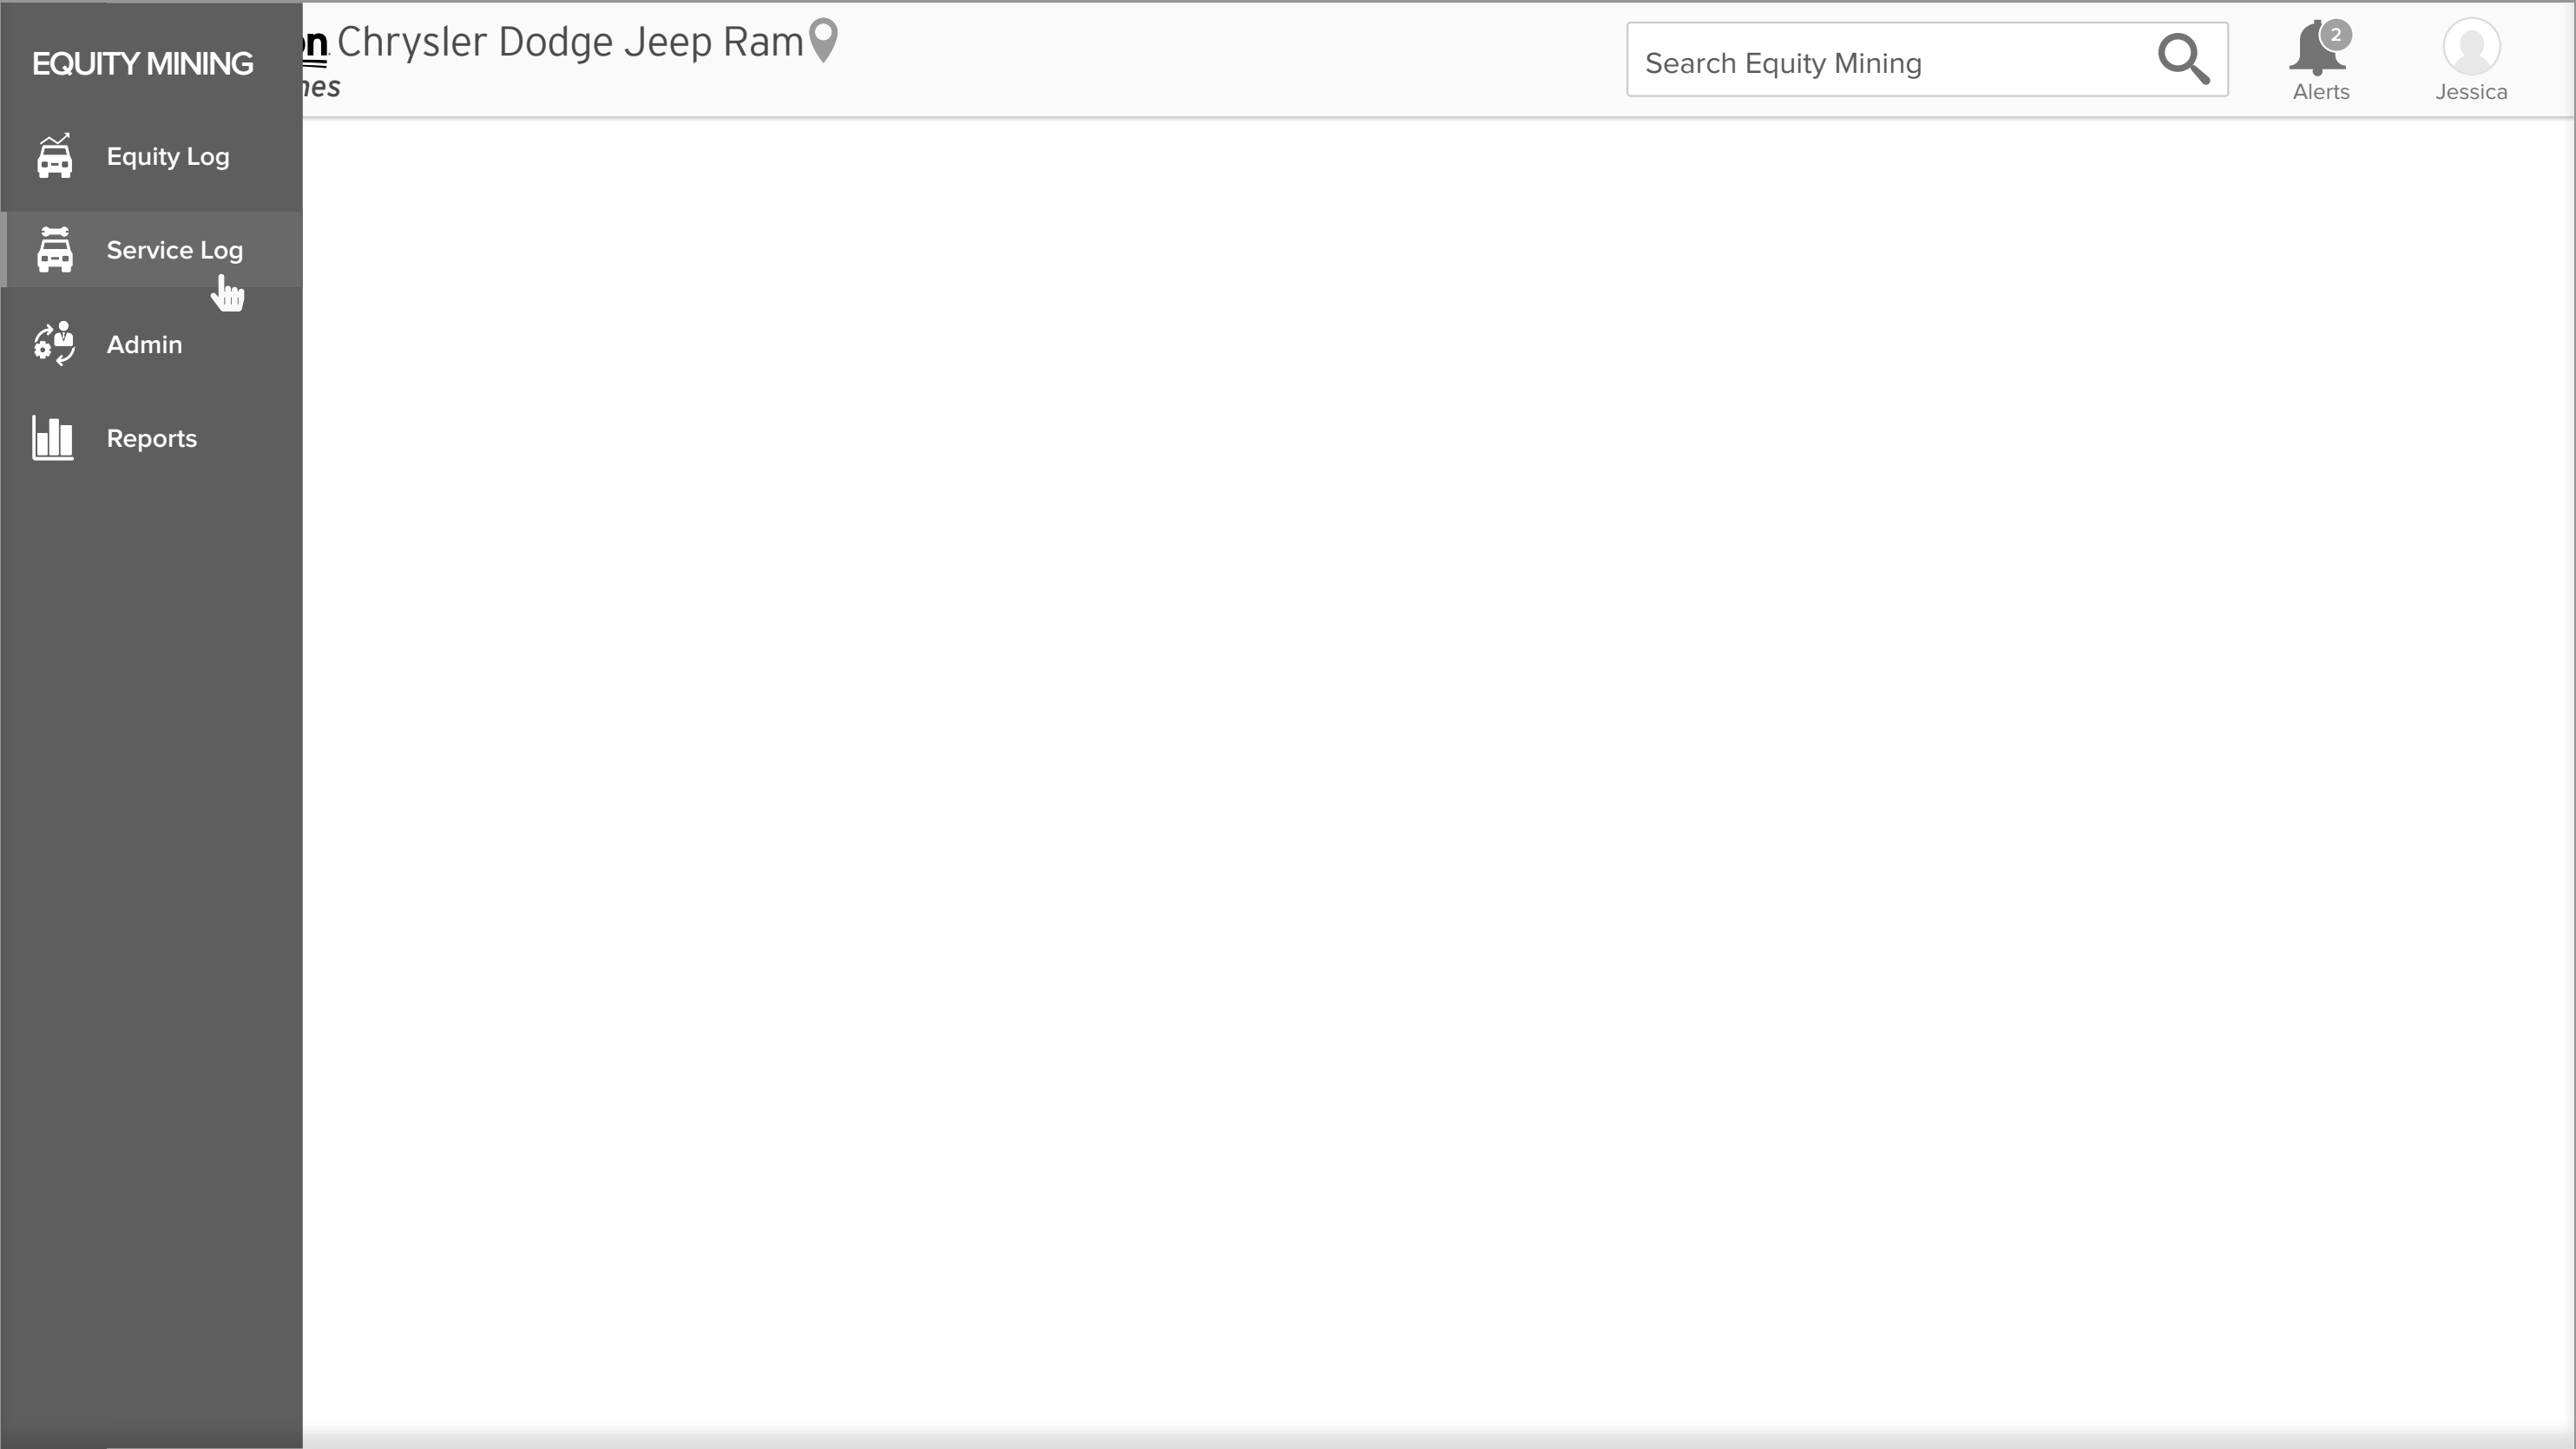 EQUITY MINING
Equity Log
Service Log
Admin
Reports
Chrysler Dodge Jeep Ram
Search Equity Mining
2
Alerts
Jessica